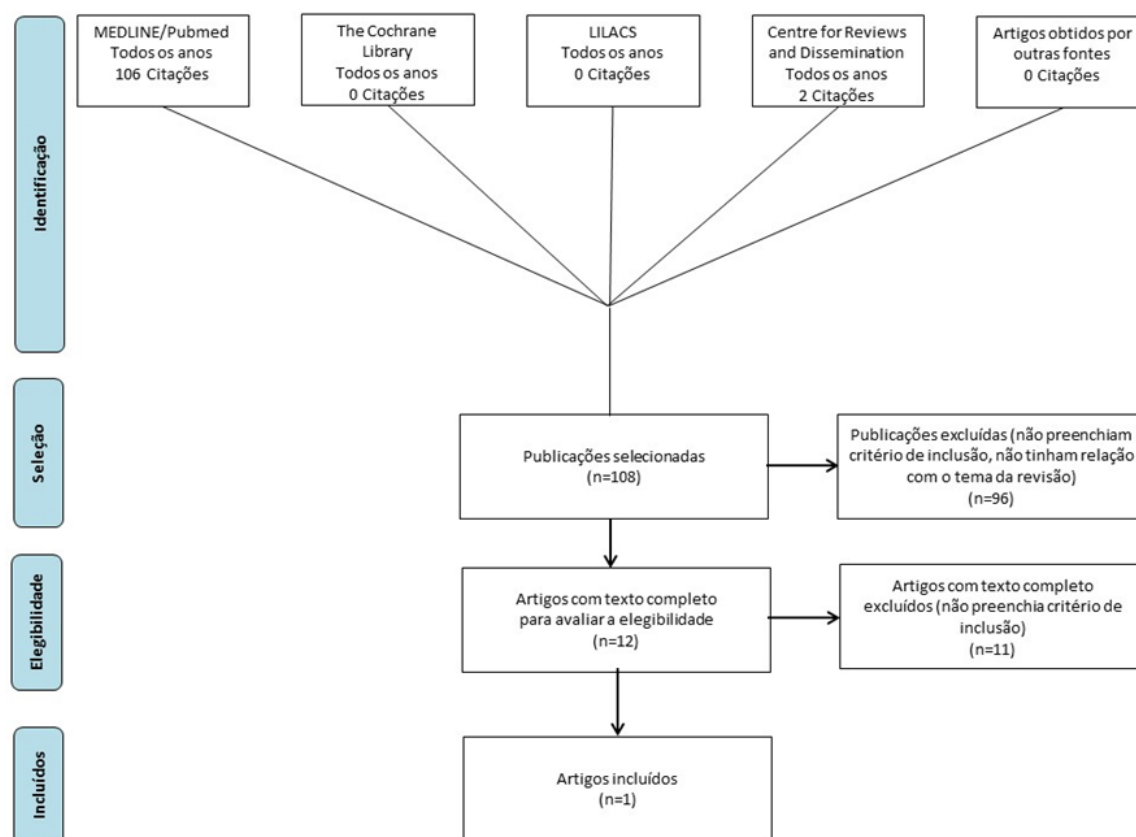 MEDLINE/Pubmed
Todos os anos
106 Citações
The Cochrane
Library
Todos os anos
0 Citações
LILACS
Todos os anos
0 Citações
Centre for Reviews
and Dissemination
Todos os anos
2 Citações
Artigos obtidos por
outras fontes
0 Citações
Identificação
Seleção
Publicações selecionadas
(n=108)
Publicações excluídas (não preenchiam
critério de inclusão, não tinham relação
com o tema da revisão)
(n=96)
Elegibilidade
Artigos com texto completo
para avaliar a elegibilidade
(n=12)
Artigos com texto completo
excluídos (não preenchia critério de
inclusão)
(n=11)
Incluídos
Artigos incluídos
(n=1)